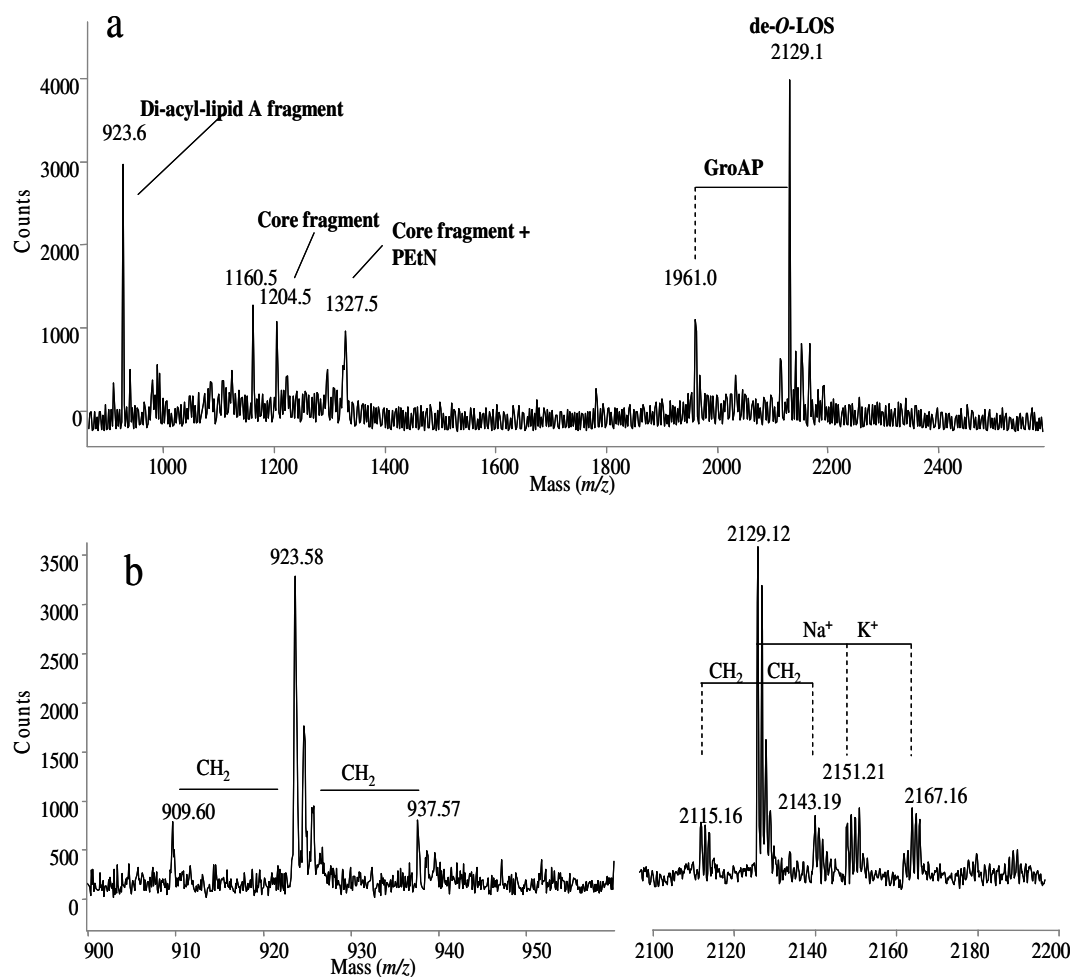 a
de-O-LOS
2129.1
4000
Di-acyl-lipid A fragment
923.6
GroAP
3000
Core fragment
Core fragment +
PEtN
Counts
2000
1160.5
1204.5
1327.5
1961.0
1000
0
1000 1200 1400 1600 1800 2000 2200 2400
Mass (m/z)
b
923.58
2129.12
3500
3000
Na+ K+
2500
CH2 CH2
Counts
2000
1500
CH2 CH2
2151.21
1000
909.60 937.57 2115.16 2143.19 2167.16
500
0
900 910 920 930 940 950
Mass (m/z)
2100 2120 2140 2160 2180 2200